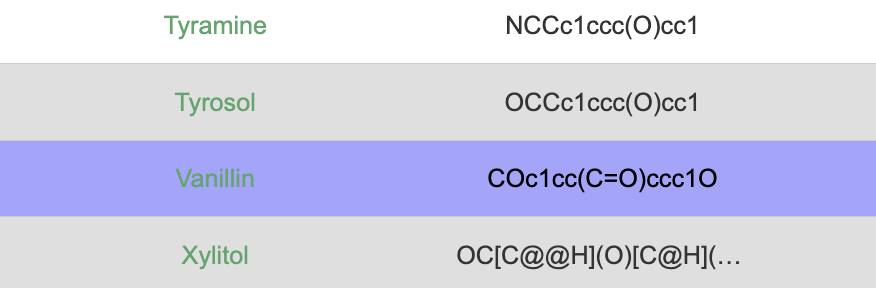 Tyramine NCCc1ccc(O)cc1
Tyrosol OCCc1ccc(O)cc1
Vanillin COc1cc(C=O)ccc1O
Xylitol OC[C@@H](O)[C@H](…